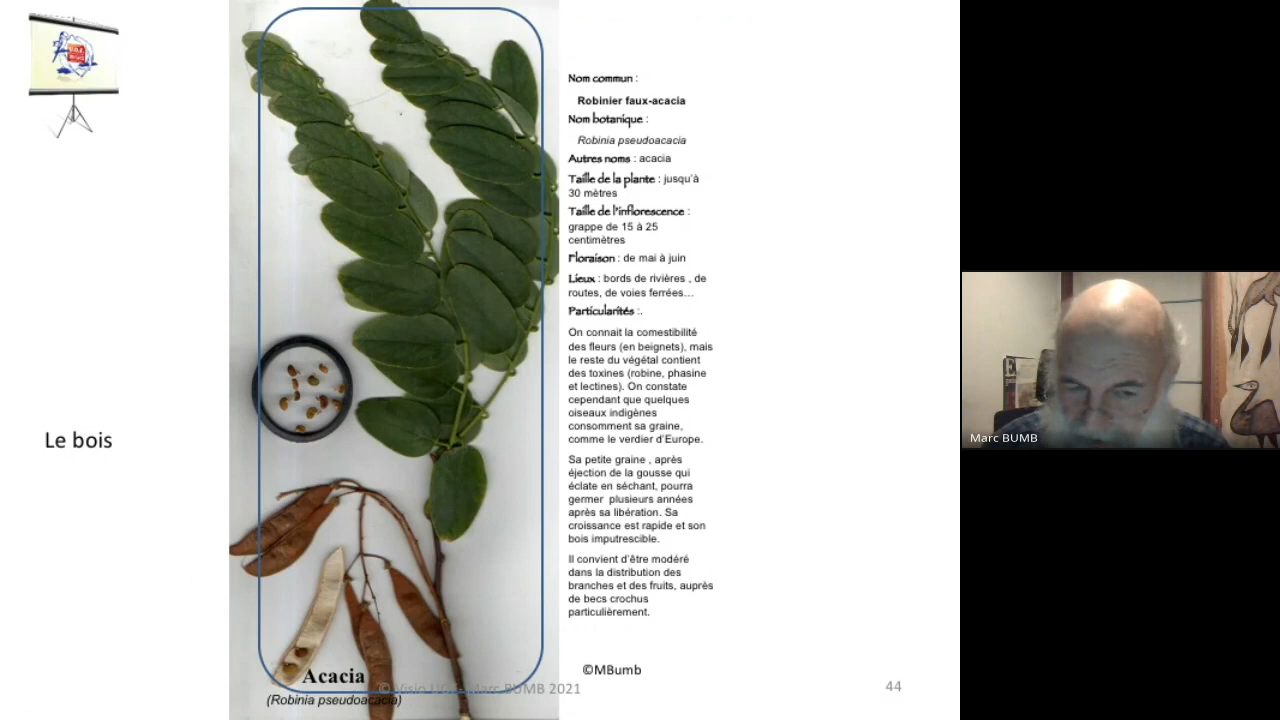 Le bois
Nom commun :
Robinier faux-acacia
Nom botanique :
Robinia pseudoacacia
Autres noms : acacia
Taille de la plante : jusqu'à
30 mètres
Taille de l'inflorescence :
grappe de 15 à 25
centimètres
Floraison : de mai à juin
Lieux : bords de rivières , de
routes, de voies ferrées…
Particularités :.
On connait la comestibilité
des fleurs (en beignets), mais
le reste du végétal contient
des toxines (robine, phasine
et lectines). On constate
cependant que quelques
oiseaux indigènes
consomment sa graine,
comme le verdier d'Europe.
Sa petite graine , après
éjection de la gousse qui
éclate en séchant, pourra
germer plusieurs années
après sa libération. Sa
croissance est rapide et son
bois imputrescible.
Il convient d'être modéré
dans la distribution des
branches et des fruits, auprès
de becs crochus
particulièrement.
©MBumb
Acacia
(Robinia pseudoacacia)
Marc BUMB 2021
44
Marc BUMB